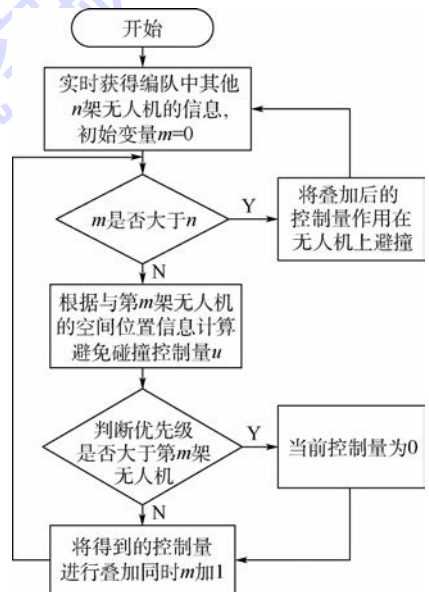 开始
实时获得编队中其他
n架无人机的信息,
初始变量m=0
m是否大于n
Y
将叠加后的
控制量作用在
无人机上避撞
N
根据与第m架无人机
的空间位置信息计算
避免碰撞控制量u
判断优先级
是否大于第m架
无人机
Y
当前控制量为0
N
将得到的控制量
进行叠加同时m加1